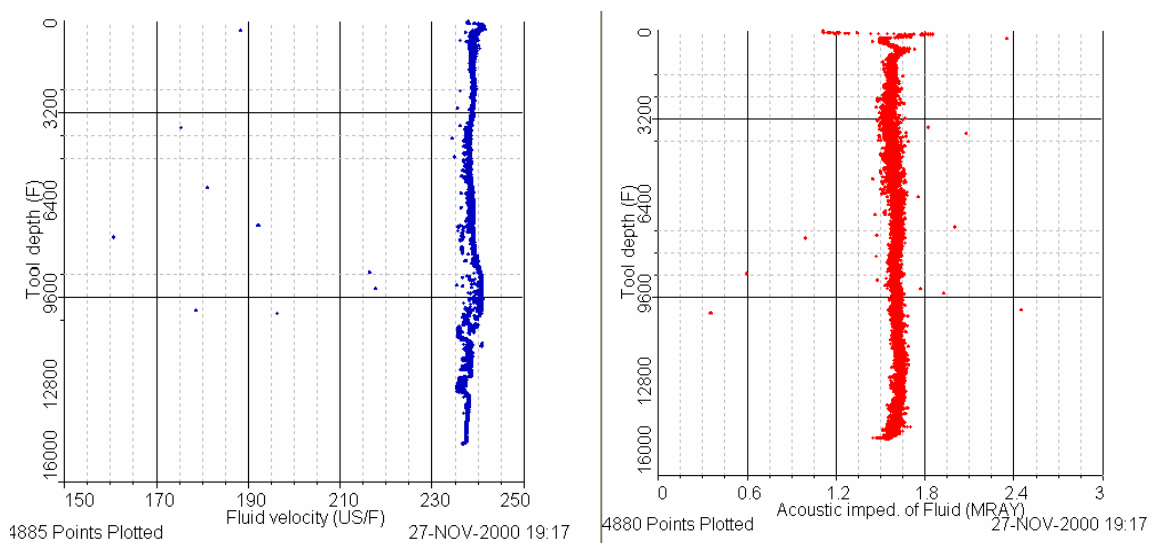 0
3200
6400
9600
12800
16000
Tool depth (F)
150 170 190 210 230 250
Fluid velocity (US/F)
4885 Points Plotted
27-NOV-2000 19:17
0
3200
6400
9600
12800
16000
Tool depth (F)
0 0.6 1.2 1.8 2.4 3
Acoustic imped. of Fluid (MRAY)
4880 Points Plotted
27-NOV-2000 19:17